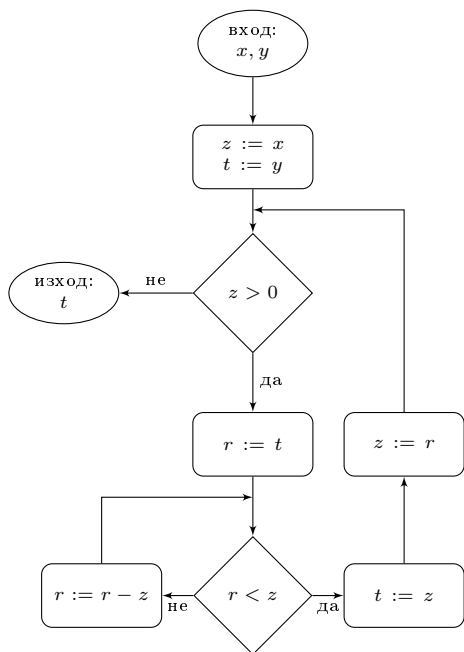 вход:
x, y
z := x
t := y
z > 0
не
изход:
t
да
r := t
z := r
r := r − z
не
r < z
да
t := z